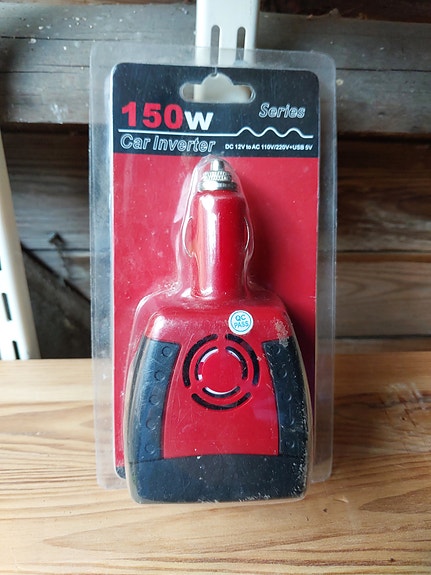 150W
Series
Car Inverter
DC 12V to AC 110V/220V+USB 5V
QC
PASS